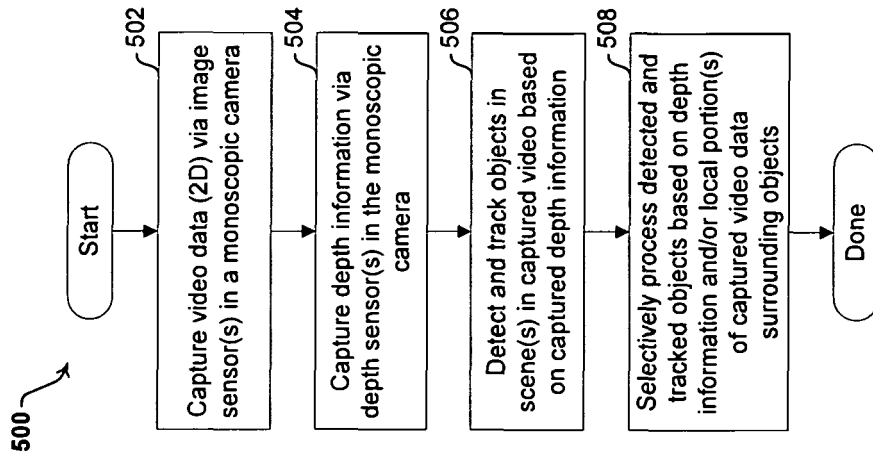 500
Start
502
Capture video data (2D) via image
sensor(s) in a monoscopic camera
504
Capture depth information via
depth sensor(s) in the monoscopic
camera
506
Detect and track objects in
scene(s) in captured video based
on captured depth information
508
Selectively process detected and
tracked objects based on depth
information and/or local portion(s)
of captured video data
surrounding objects
Done